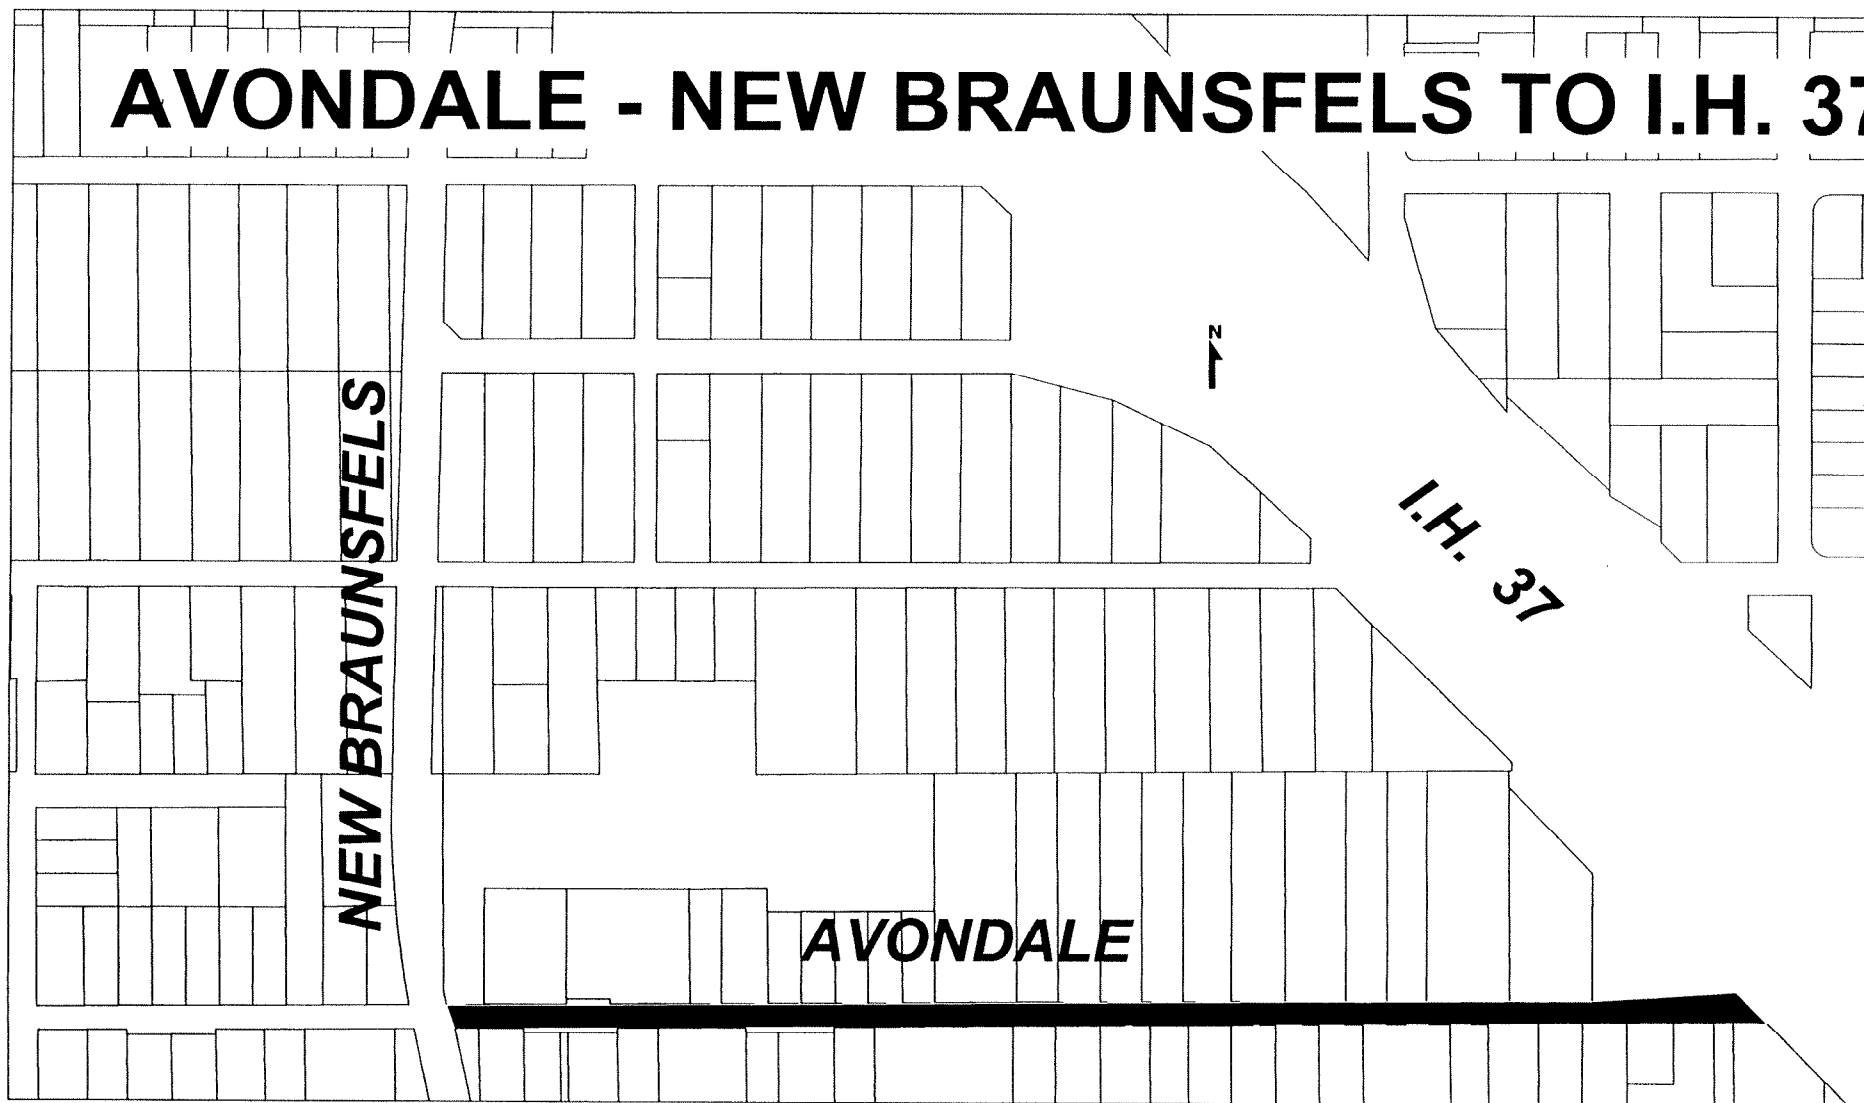 AVONDALE - NEW BRAUNSFELS TO I.H. 37
N
NEW BRAUNSFELS
I.H. 37
AVONDALE